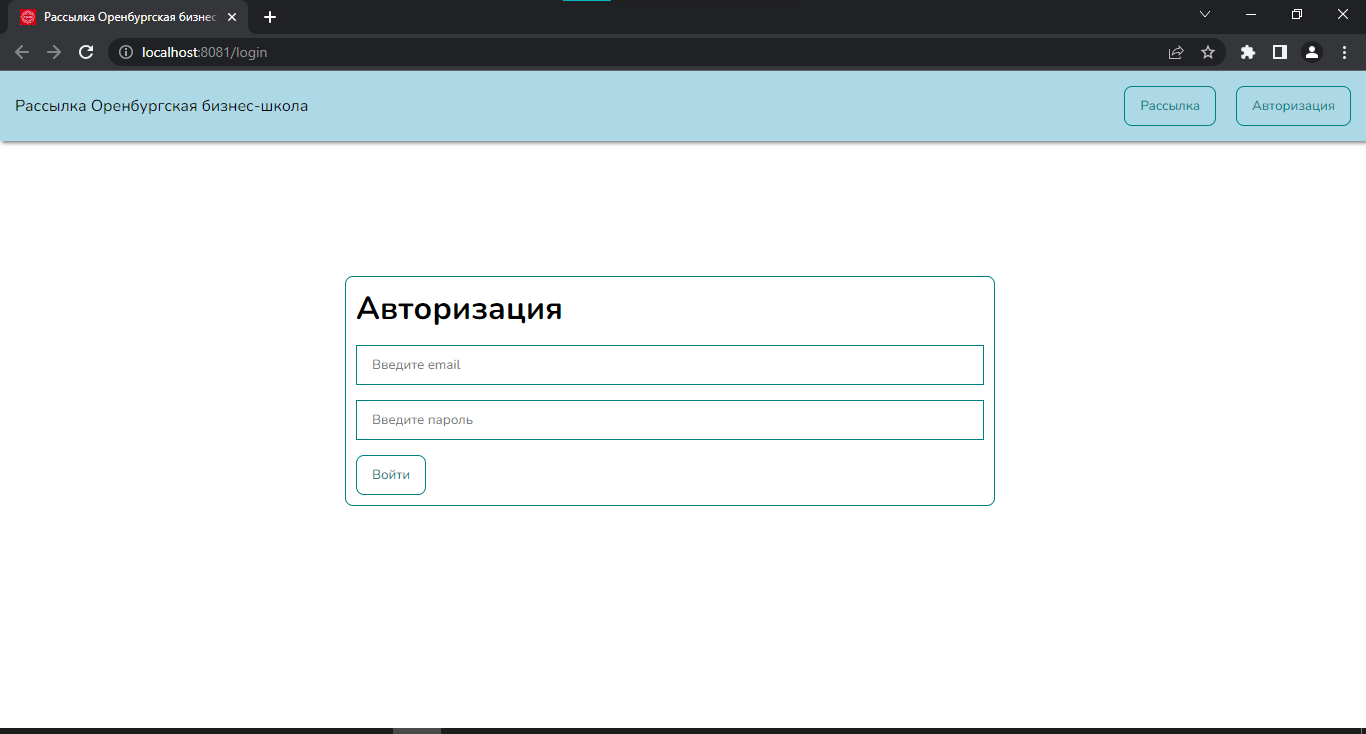 Рассылка Оренбургская бизнес
localhost:8081/login
Рассылка Оренбургская бизнес-школа
Рассылка
Авторизация
Авторизация
Введите email
Введите пароль
Войти